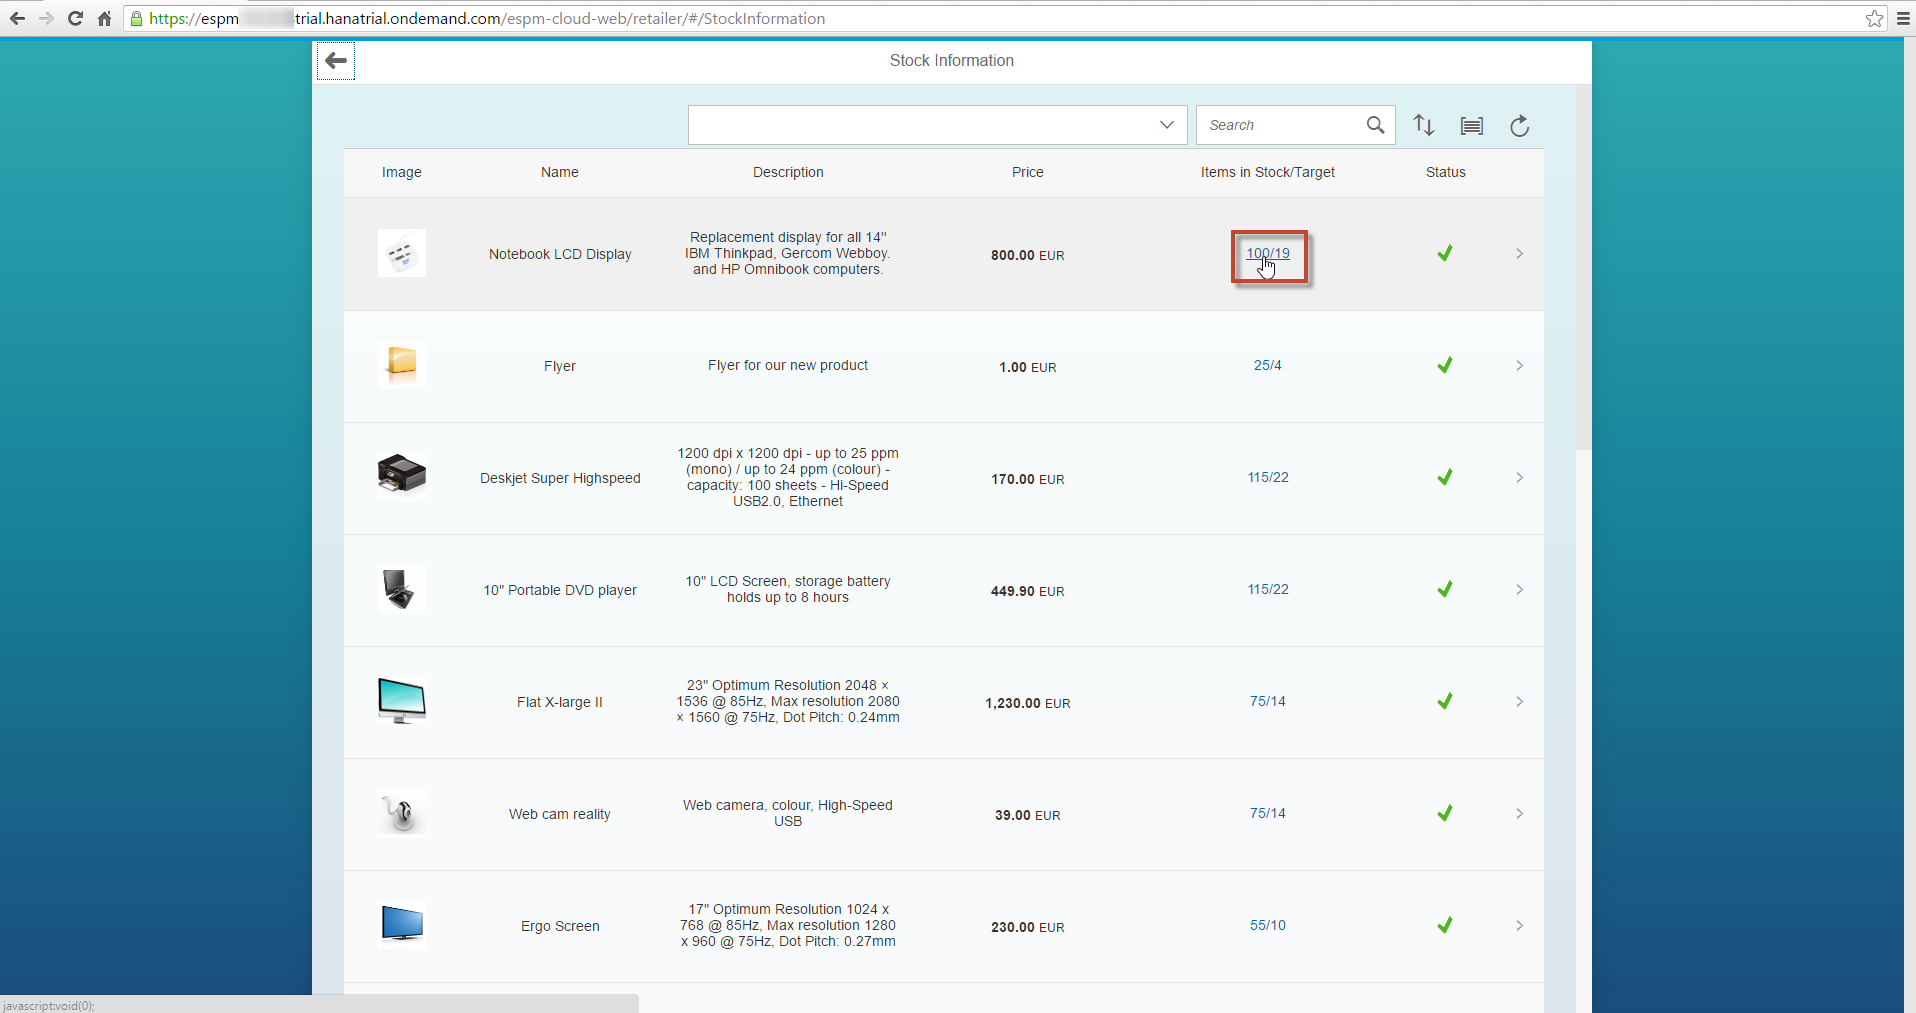 https://espm trial.hanatrial.ondemand.com/espm-cloud-web/retailer/#/StockInformation
Stock Information
Search
Image Name Description Price Items in Stock/Target Status
Notebook LCD Display
Replacement display for all 14"
IBM Thinkpad, Gercom Webboy.
and HP Omnibook computers.
800.00 EUR
100/19
Flyer
Flyer for our new product
1.00 EUR
25/4
Deskjet Super Highspeed
1200 dpi x 1200 dpi - up to 25 ppm
(mono) / up to 24 ppm (colour) -
capacity: 100 sheets - Hi-Speed
USB2.0, Ethernet
170.00 EUR
115/22
10" Portable DVD player
10" LCD Screen, storage battery
holds up to 8 hours
449.90 EUR
115/22
Flat X-large II
23" Optimum Resolution 2048 ×
1536 @ 85Hz, Max resolution 2080
× 1560 @ 75Hz, Dot Pitch: 0.24mm
1,230.00 EUR
75/14
Web cam reality
Web camera, colour, High-Speed
USB
39.00 EUR
75/14
Ergo Screen
17" Optimum Resolution 1024 x
768 @ 85Hz, Max resolution 1280
x 960 @ 75Hz, Dot Pitch: 0.27mm
230.00 EUR
55/10
javascript:void(0);